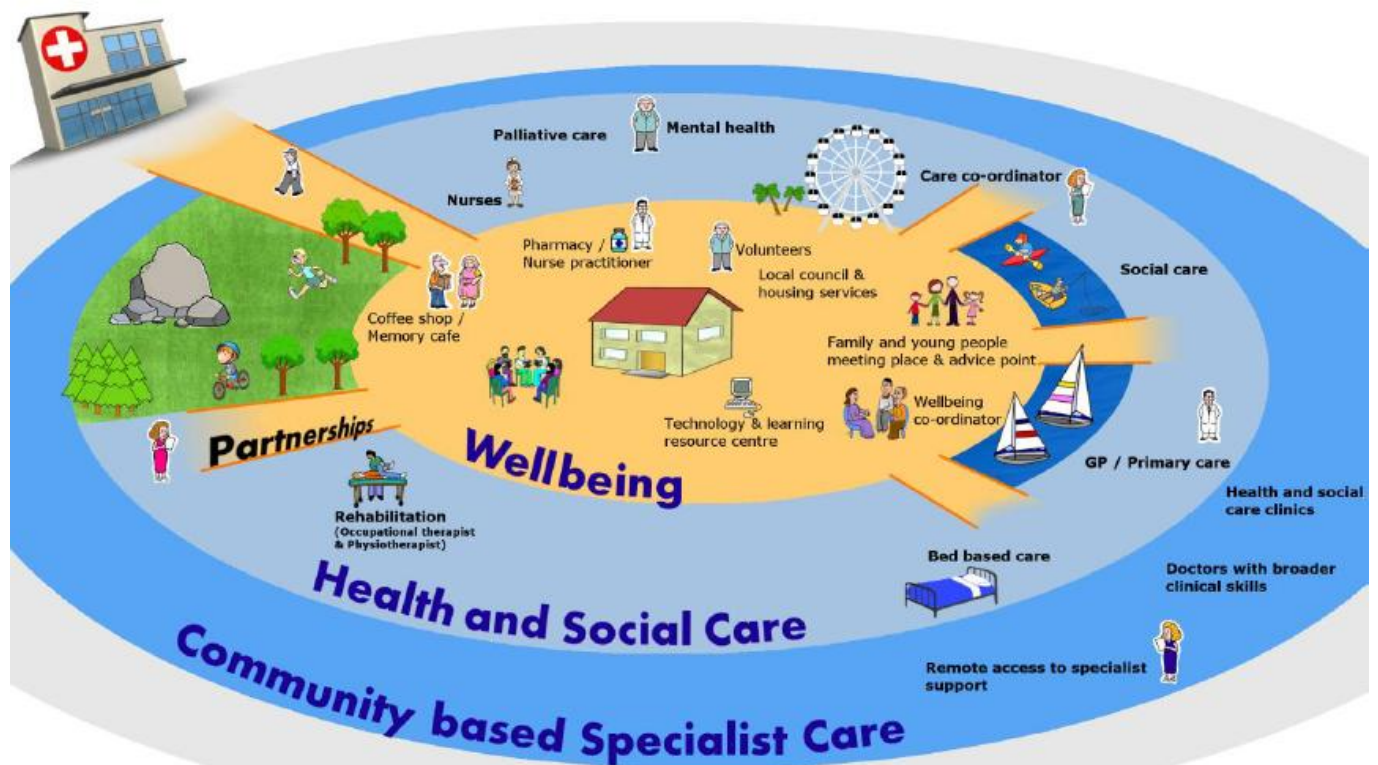 Palliative care
Mental health
Nurses
Care co-ordinator
Pharmacy /
Nurse practitioner
Volunteers
Local council &
housing services
Social care
Coffee shop /
Memory cafe
Family and young people
meeting place & advice point
Technology & learning
resource centre
Wellbeing
co-ordinator
Partnerships
Wellbeing
GP / Primary care
Health and social
care clinics
Rehabilitation
(Occupational therapist
& Physiotherapist)
Bed based care
Doctors with broader
clinical skills
Health and Social Care
Remote access to specialist
support
Community based Specialist Care